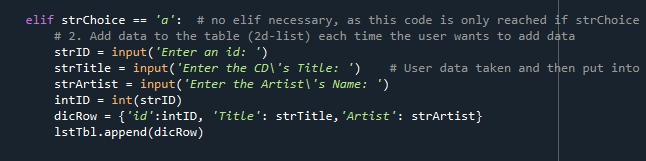 elif strChoice == 'a':  # no elif necessary, as this code is only reached if strChoice
    # 2. Add data to the table (2d-list) each time the user wants to add data
    strID = input('Enter an id: ')
    strTitle = input('Enter the CD\'s Title: ')    # User data taken and then put into
    strArtist = input('Enter the Artist\'s Name: ')
    intID = int(strID)
    dicRow = {'id':intID, 'Title': strTitle,'Artist': strArtist}
    lstTbl.append(dicRow)